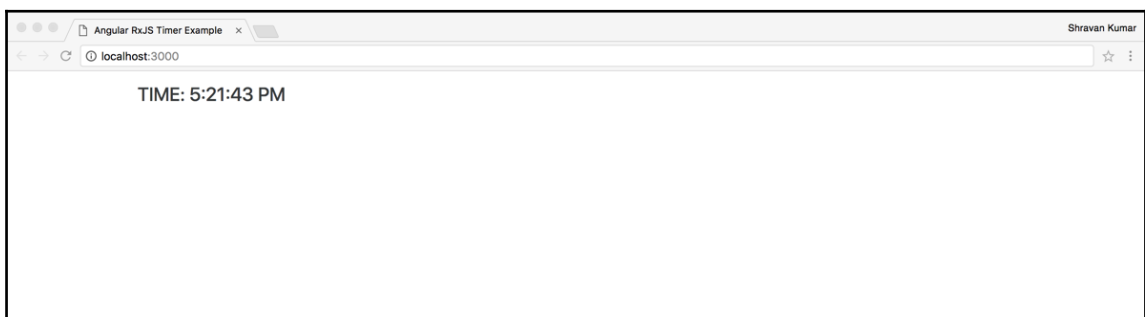 Angular RxJS Timer Example
Shravan Kumar
localhost:3000
TIME: 5:21:43 PM